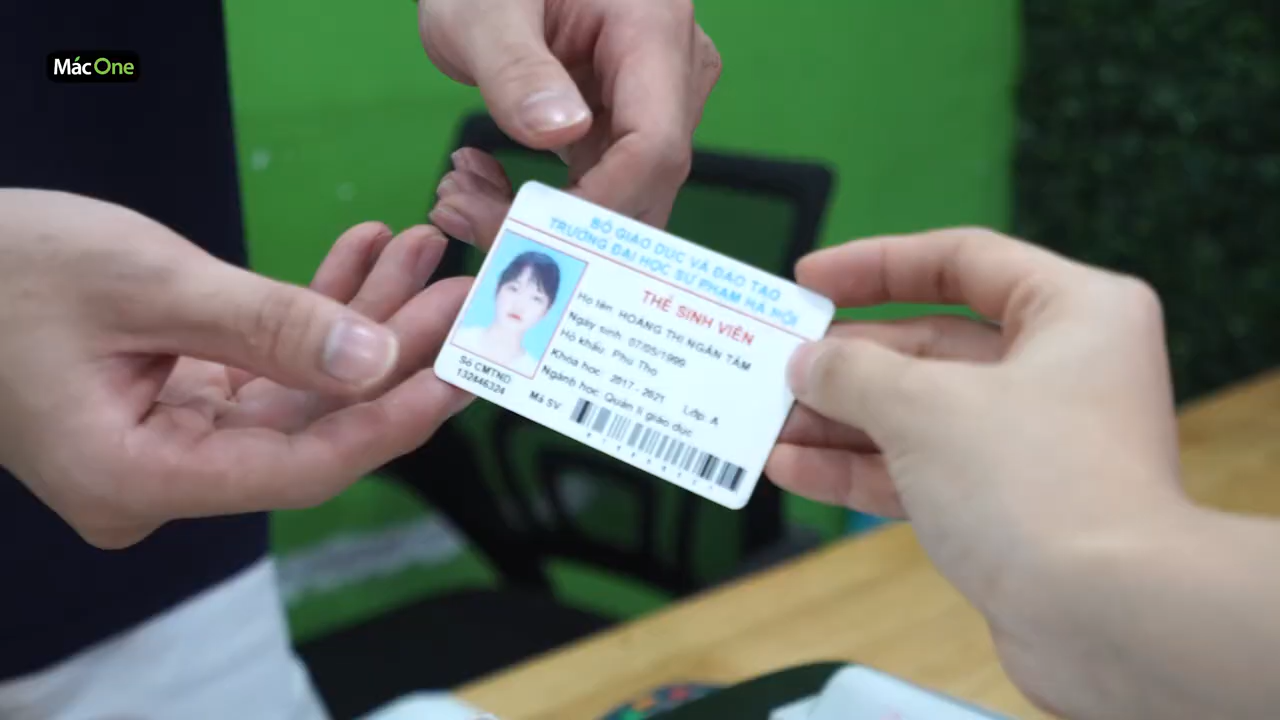 Mác One
BỘ GIÁO DỤC VÀ ĐÀO TẠO
TRƯỜNG ĐẠI HỌC SƯ PHẠM HÀ NỘI
THẺ SINH VIÊN
Họ tên: HOÀNG THỊ NGÂN TÂM
Ngày sinh: 07/05/1999
Hộ khẩu: Phú Thọ
Khóa học: 2017 - 2021 Lớp: A
Ngành học: Quản lí giáo dục
Số CMTND:
132446324
Mã SV: